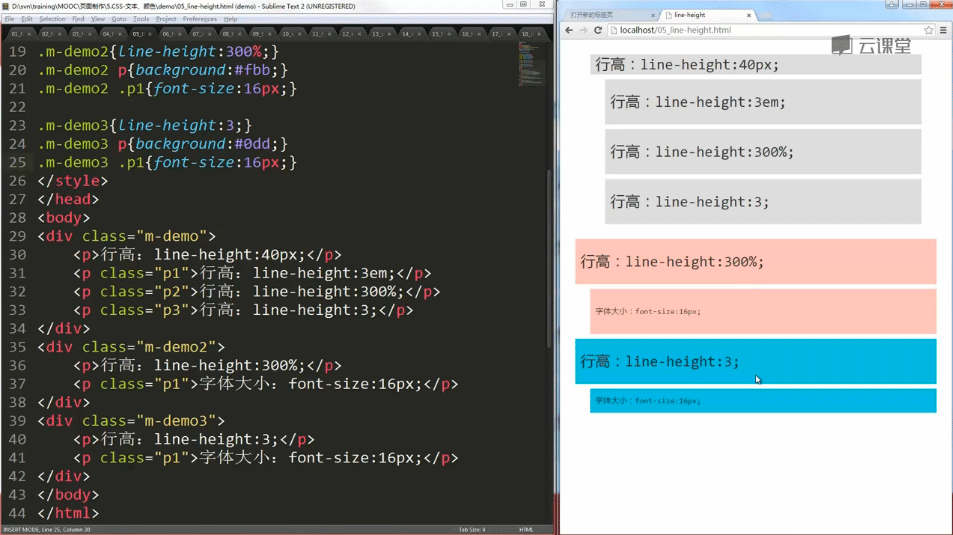 D:\svn\training\MOOC\页面制作\5.CSS-文本、颜色\demo\05_line-height.html (demo) - Sublime Text 2 (UNREGISTERED)
File Edit Selection Find View Goto Tools Project Preferences Help
19 .m-demo2{line-height:300%;}
20 .m-demo2 p{background:#fbb;}
21 .m-demo2 .p1{font-size:16px;}
22
23 .m-demo3{line-height:3;}
24 .m-demo3 p{background:#0dd;}
25 .m-demo3 .p1{font-size:16px;}
26 </style>
27 </head>
28 <body>
29 <div class="m-demo">
30 <p>行高：line-height:40px;</p>
31 <p class="p1">行高：line-height:3em;</p>
32 <p class="p2">行高：line-height:300%;</p>
33 <p class="p3">行高：line-height:3;</p>
34 </div>
35 <div class="m-demo2">
36 <p>行高：line-height:300%;</p>
37 <p class="p1">字体大小：font-size:16px;</p>
38 </div>
39 <div class="m-demo3">
40 <p>行高：line-height:3;</p>
41 <p class="p1">字体大小：font-size:16px;</p>
42 </div>
43 </body>
44 </html>
INSERT MODE, Line 25, Column 30
Tab Size: 4
HTML
打开新的标签页
line-height
localhost/05_line-height.html
云课堂
行高：line-height:40px;
行高：line-height:3em;
行高：line-height:300%;
行高：line-height:3;
行高：line-height:300%;
字体大小：font-size:16px;
行高：line-height:3;
字体大小：font-size:16px;